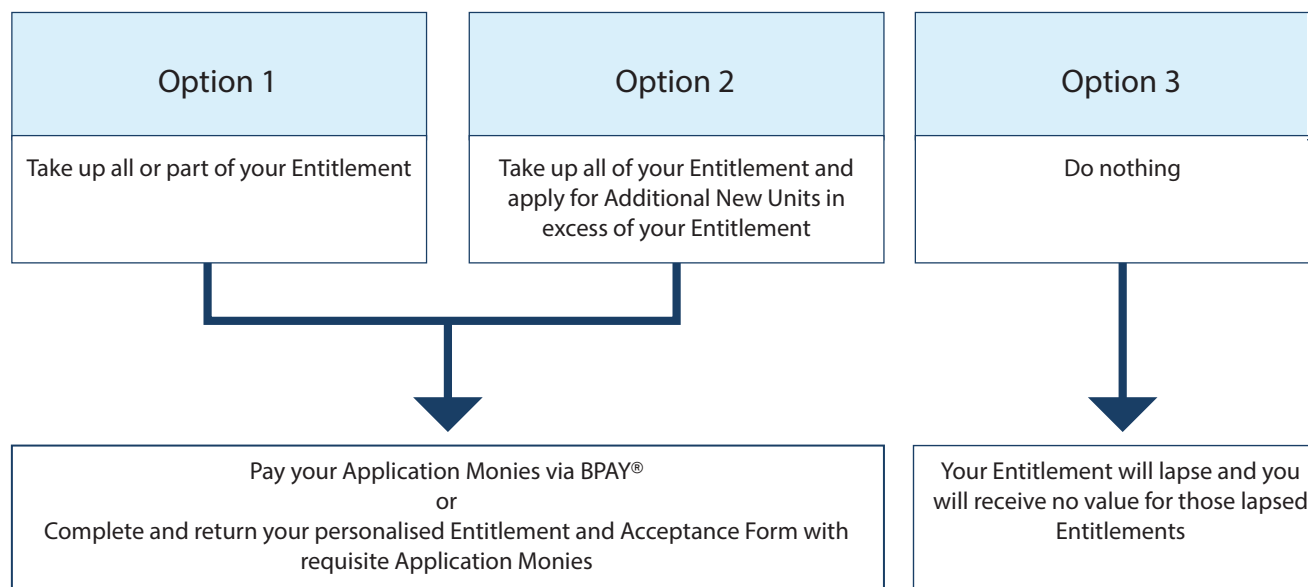 Option 1
Take up all or part of your Entitlement
Option 2
Take up all of your Entitlement and
apply for Additional New Units in
excess of your Entitlement
Option 3
Do nothing
Pay your Application Monies via BPAY®
or
Complete and return your personalised Entitlement and Acceptance Form with
requisite Application Monies
Your Entitlement will lapse and you
will receive no value for those lapsed
Entitlements